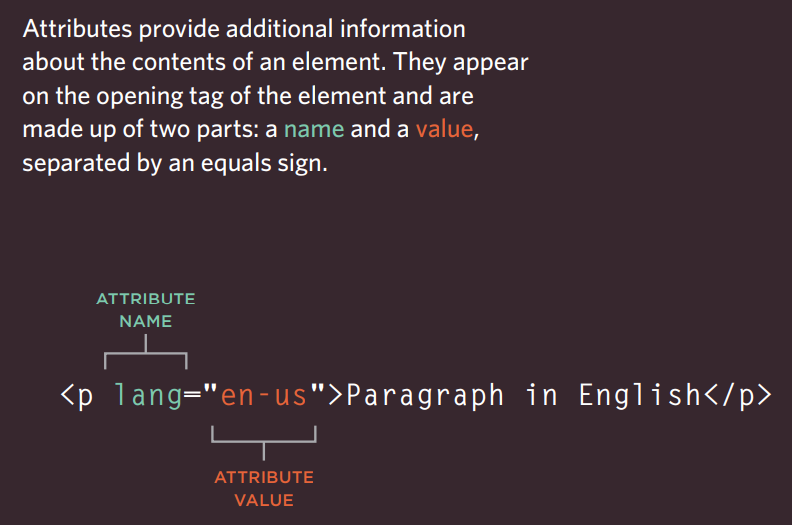 Attributes provide additional information
about the contents of an element. They appear
on the opening tag of the element and are
made up of two parts: a name and a value,
separated by an equals sign.
ATTRIBUTE
NAME
<p lang="en-us">Paragraph in English</p>
ATTRIBUTE
VALUE